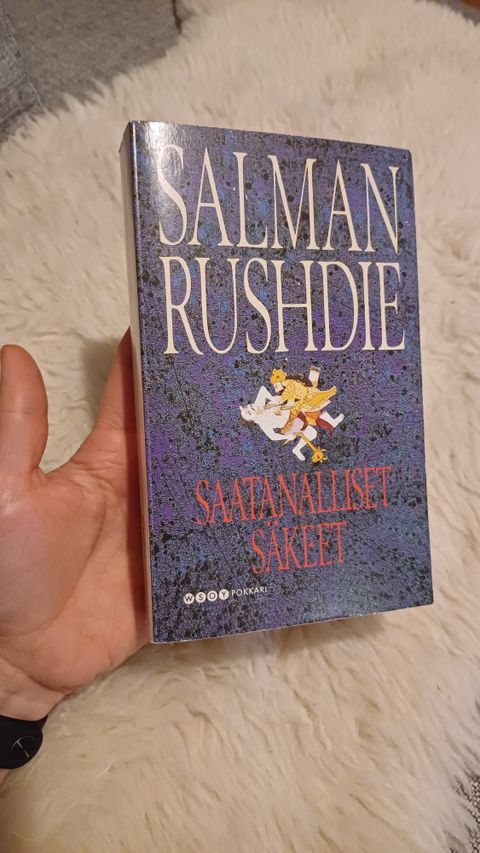 SALMAN
RUSHDIE
SAATANALLISET
SÄKEET
WSOY POKKARI